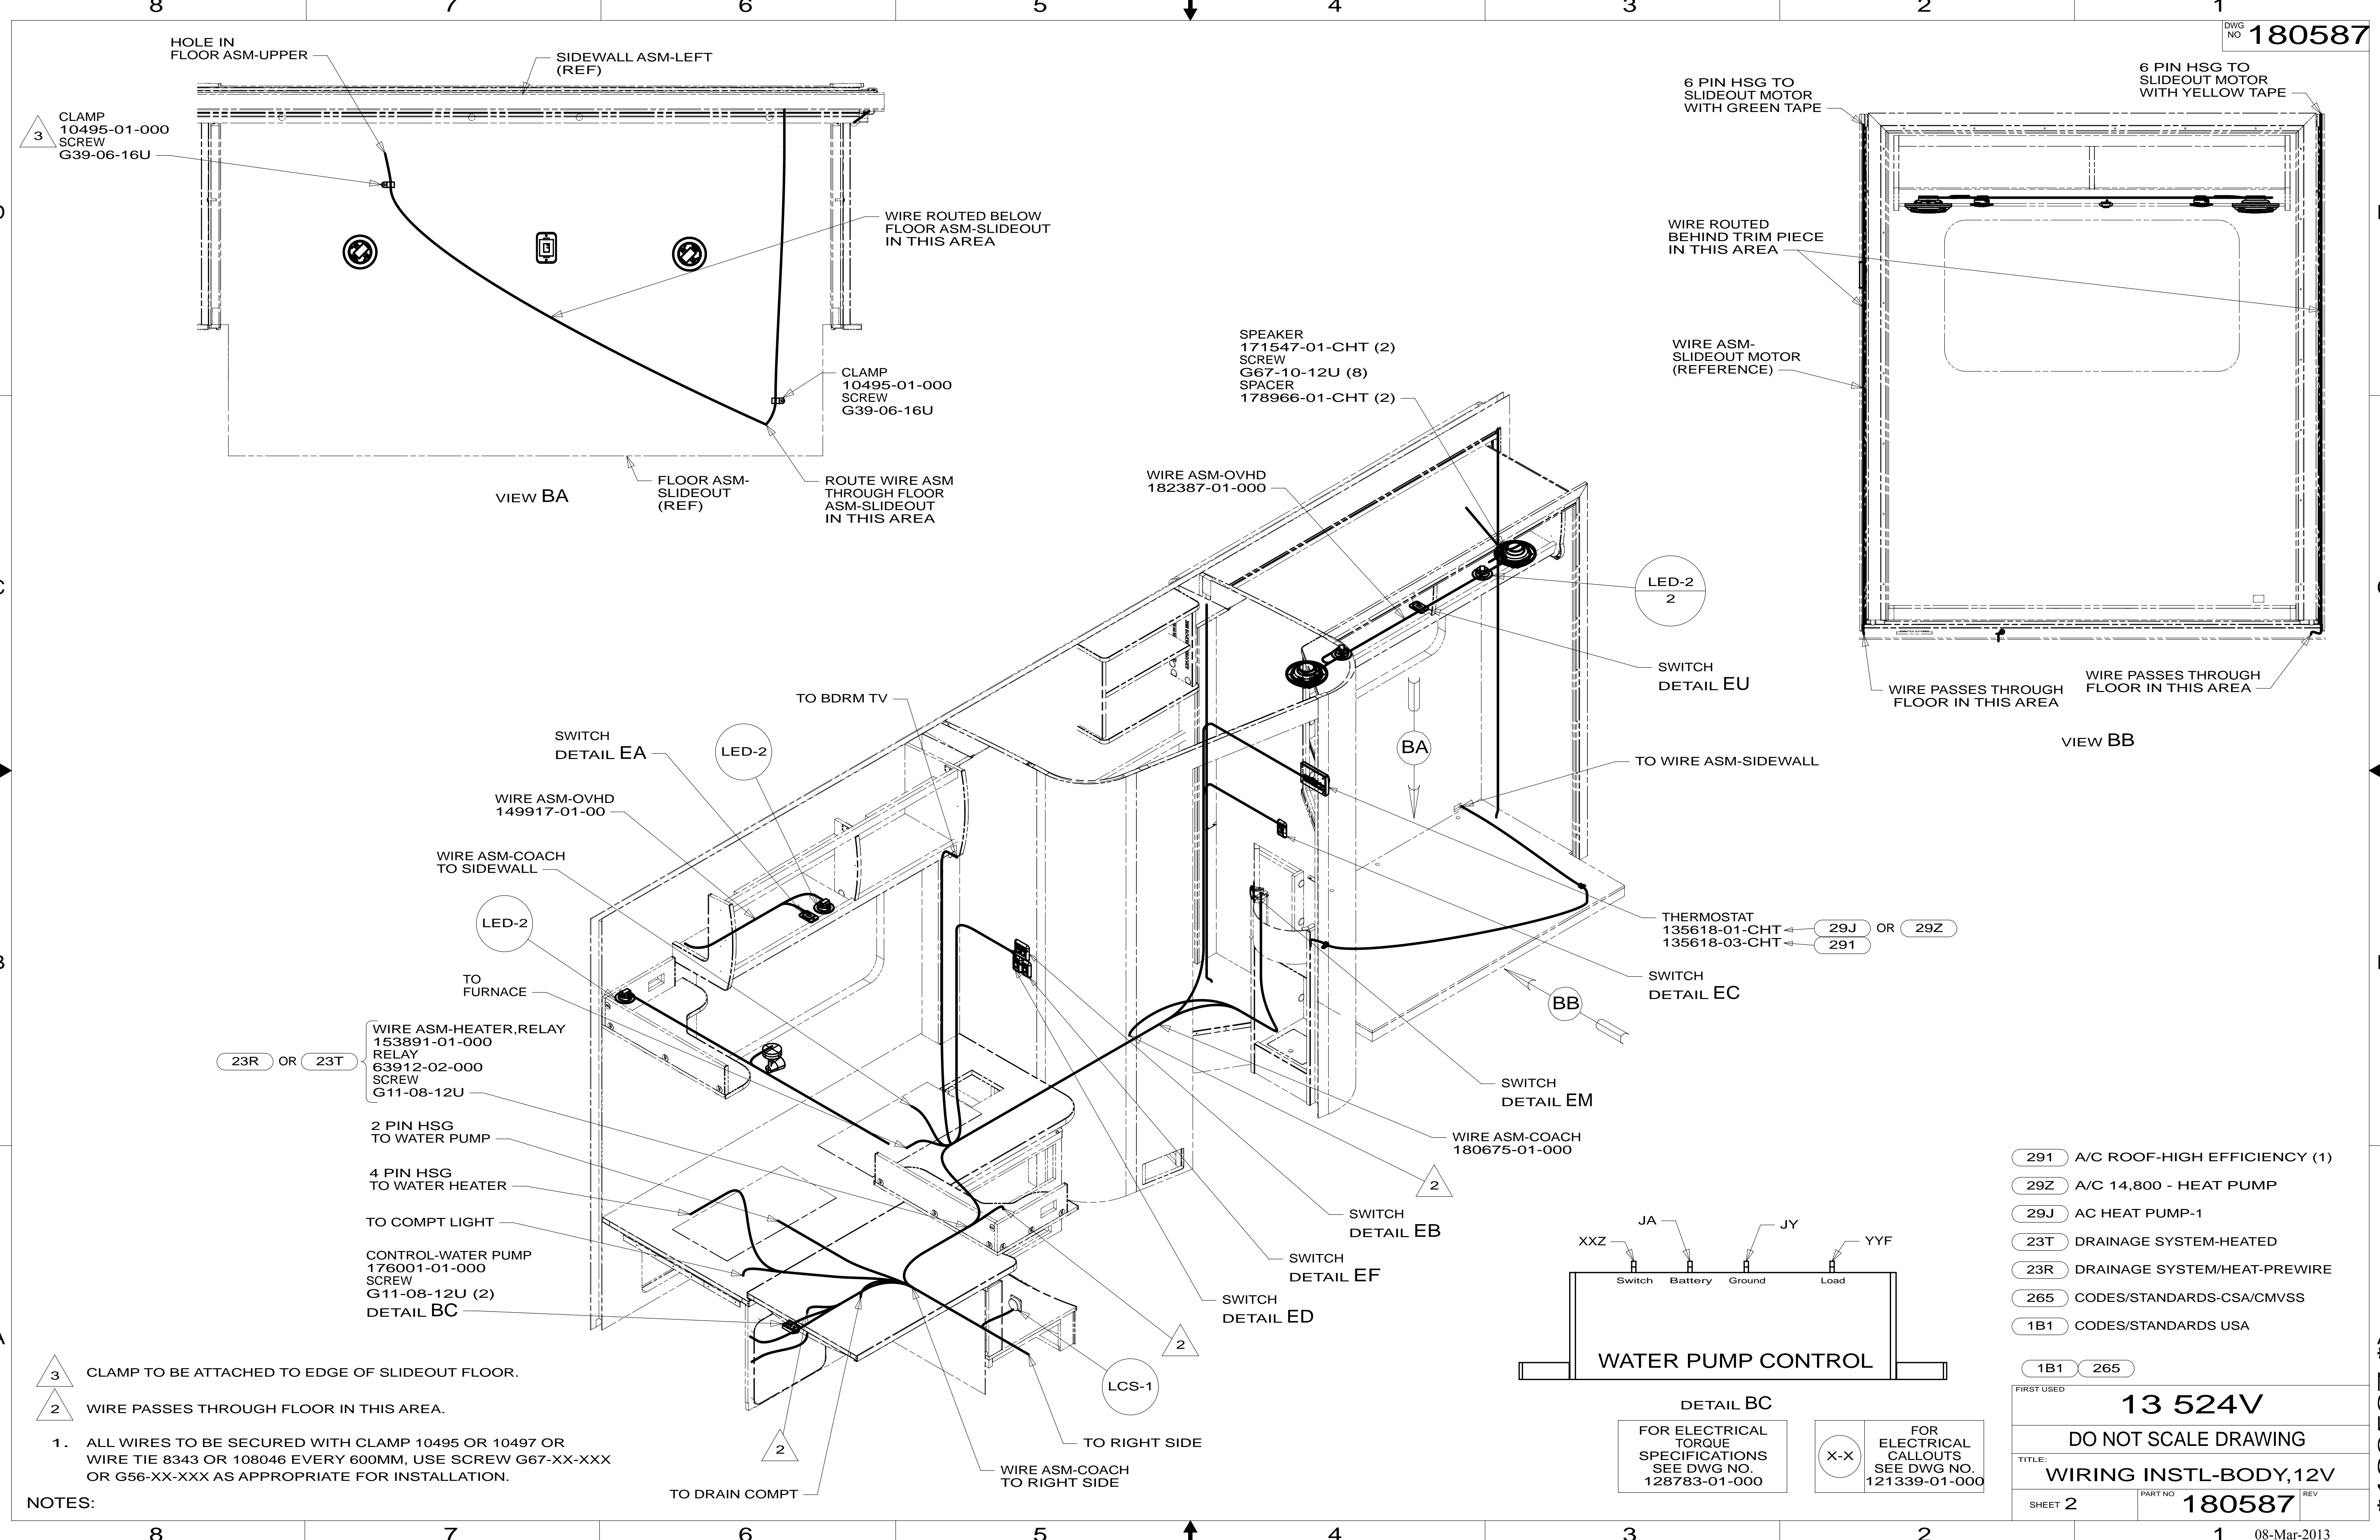 8 7 6 5 4 3 2 1
DWG
NO 180587
HOLE IN
FLOOR ASM-UPPER
SIDEWALL ASM-LEFT
(REF)
3
CLAMP
10495-01-000
SCREW
G39-06-16U
WIRE ROUTED BELOW
FLOOR ASM-SLIDEOUT
IN THIS AREA
CLAMP
10495-01-000
SCREW
G39-06-16U
FLOOR ASM-
SLIDEOUT
(REF)
ROUTE WIRE ASM
THROUGH FLOOR
ASM-SLIDEOUT
IN THIS AREA
VIEW BA
6 PIN HSG TO
SLIDEOUT MOTOR
WITH GREEN TAPE
6 PIN HSG TO
SLIDEOUT MOTOR
WITH YELLOW TAPE
WIRE ROUTED
BEHIND TRIM PIECE
IN THIS AREA
WIRE ASM-
SLIDEOUT MOTOR
(REFERENCE)
WIRE PASSES THROUGH
FLOOR IN THIS AREA
WIRE PASSES THROUGH
FLOOR IN THIS AREA
VIEW BB
SPEAKER
171547-01-CHT (2)
SCREW
G67-10-12U (8)
SPACER
178966-01-CHT (2)
WIRE ASM-OVHD
182387-01-000
LED-2
2
SWITCH
DETAIL EU
TO BDRM TV
BA
TO WIRE ASM-SIDEWALL
SWITCH
DETAIL EA
LED-2
WIRE ASM-OVHD
149917-01-00
WIRE ASM-COACH
TO SIDEWALL
LED-2
TO
FURNACE
23R OR 23T
WIRE ASM-HEATER,RELAY
153891-01-000
RELAY
63912-02-000
SCREW
G11-08-12U
2 PIN HSG
TO WATER PUMP
4 PIN HSG
TO WATER HEATER
TO COMPT LIGHT
CONTROL-WATER PUMP
176001-01-000
SCREW
G11-08-12U (2)
DETAIL BC
THERMOSTAT
135618-01-CHT 29J OR 29Z
135618-03-CHT 291
SWITCH
DETAIL EC
BB
SWITCH
DETAIL EM
WIRE ASM-COACH
180675-01-000
2
SWITCH
DETAIL EB
SWITCH
DETAIL EF
SWITCH
DETAIL ED
2
LCS-1
TO RIGHT SIDE
WIRE ASM-COACH
TO RIGHT SIDE
2
TO DRAIN COMPT
3 CLAMP TO BE ATTACHED TO EDGE OF SLIDEOUT FLOOR.
2 WIRE PASSES THROUGH FLOOR IN THIS AREA.
1. ALL WIRES TO BE SECURED WITH CLAMP 10495 OR 10497 OR
WIRE TIE 8343 OR 108046 EVERY 600MM, USE SCREW G67-XX-XXX
OR G56-XX-XXX AS APPROPRIATE FOR INSTALLATION.
NOTES:
XXZ JA JY YYF
Switch Battery Ground Load
WATER PUMP CONTROL
DETAIL BC
FOR ELECTRICAL
TORQUE
SPECIFICATIONS
SEE DWG NO.
128783-01-000
X-X
FOR
ELECTRICAL
CALLOUTS
SEE DWG NO.
121339-01-000
291 A/C ROOF-HIGH EFFICIENCY (1)
29Z A/C 14,800 - HEAT PUMP
29J AC HEAT PUMP-1
23T DRAINAGE SYSTEM-HEATED
23R DRAINAGE SYSTEM/HEAT-PREWIRE
265 CODES/STANDARDS-CSA/CMVSS
1B1 CODES/STANDARDS USA
1B1 265
FIRST USED
13 524V
DO NOT SCALE DRAWING
TITLE:
WIRING INSTL-BODY,12V
SHEET 2
PART NO 180587
REV
8 7 6 5 4 3 2 1
08-Mar-2013